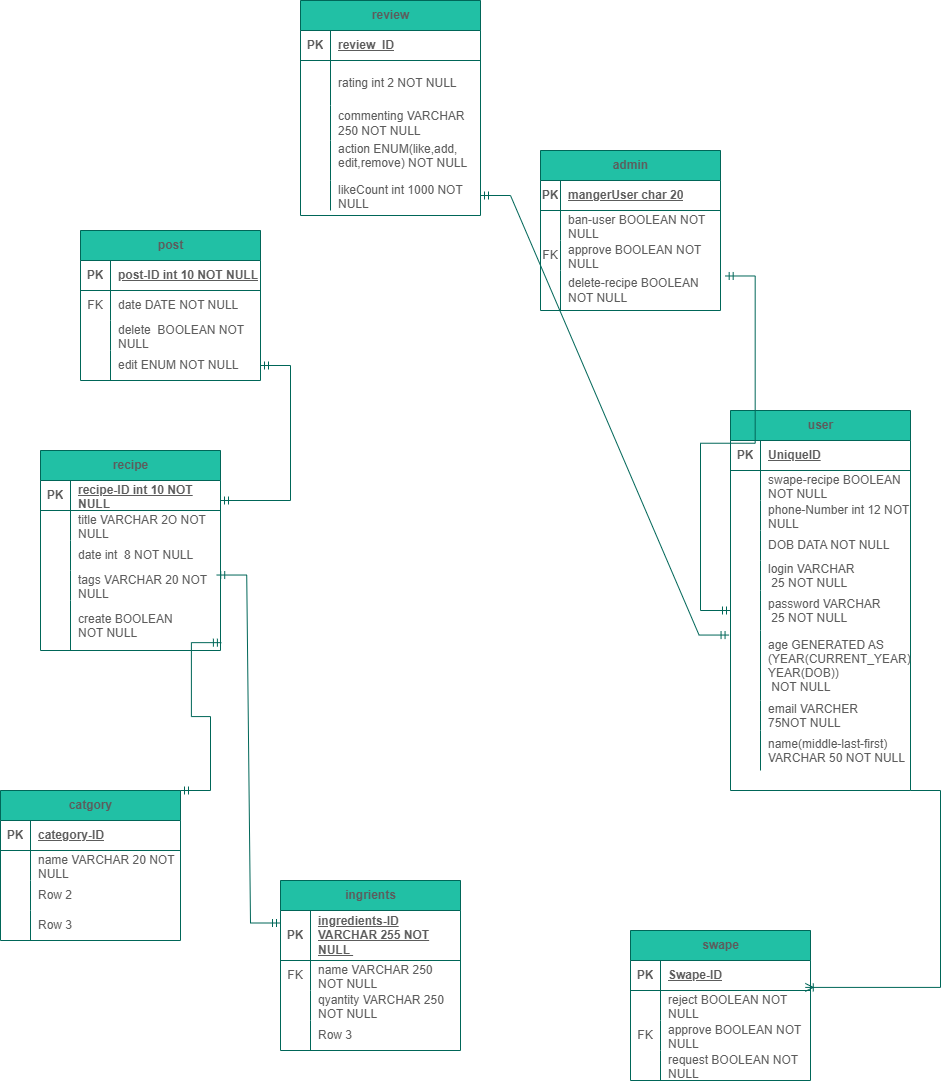 review
PK review_ID
rating int 2 NOT NULL
commenting VARCHAR
250 NOT NULL
action ENUM(like,add,
edit,remove) NOT NULL
likeCount int 1000 NOT
NULL
admin
PK mangerUser char 20
ban-user BOOLEAN NOT
NULL
FK approve BOOLEAN NOT
NULL
delete-recipe BOOLEAN
NOT NULL
post
PK post-ID int 10 NOT NULL
FK date DATE NOT NULL
delete  BOOLEAN NOT
NULL
edit ENUM NOT NULL
user
PK UniqueID
swape-recipe BOOLEAN
NOT NULL
phone-Number int 12 NOT
NULL
DOB DATA NOT NULL
login VARCHAR
25 NOT NULL
password VARCHAR
25 NOT NULL
age GENERATED AS
(YEAR(CURRENT_YEAR)
YEAR(DOB))
NOT NULL
email VARCHER
75NOT NULL
name(middle-last-first)
VARCHAR 50 NOT NULL
recipe
PK recipe-ID int 10 NOT
NULL
title VARCHAR 2O NOT
NULL
date int  8 NOT NULL
tags VARCHAR 20 NOT
NULL
create BOOLEAN
NOT NULL
catgory
PK category-ID
name VARCHAR 20 NOT
NULL
Row 2
Row 3
ingrients
PK ingredients-ID
VARCHAR 255 NOT
NULL
FK name VARCHAR 250
NOT NULL
qyantity VARCHAR 250
NOT NULL
Row 3
swape
PK Swape-ID
reject BOOLEAN NOT
NULL
FK approve BOOLEAN NOT
NULL
request BOOLEAN NOT
NULL